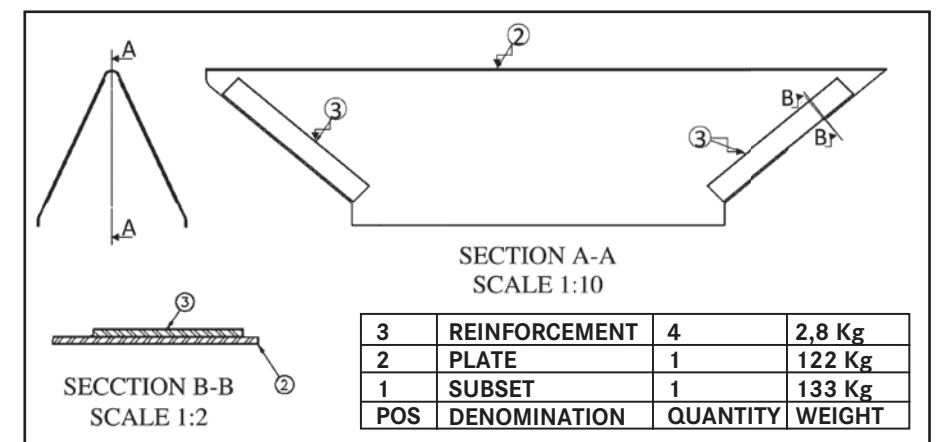 A
A
2
3
3
B
B
SECTION A-A
SCALE 1:10
3
2
SECCTION B-B
SCALE 1:2
3 REINFORCEMENT 4 2,8 Kg
2 PLATE 1 122 Kg
1 SUBSET 1 133 Kg
POS DENOMINATION QUANTITY WEIGHT